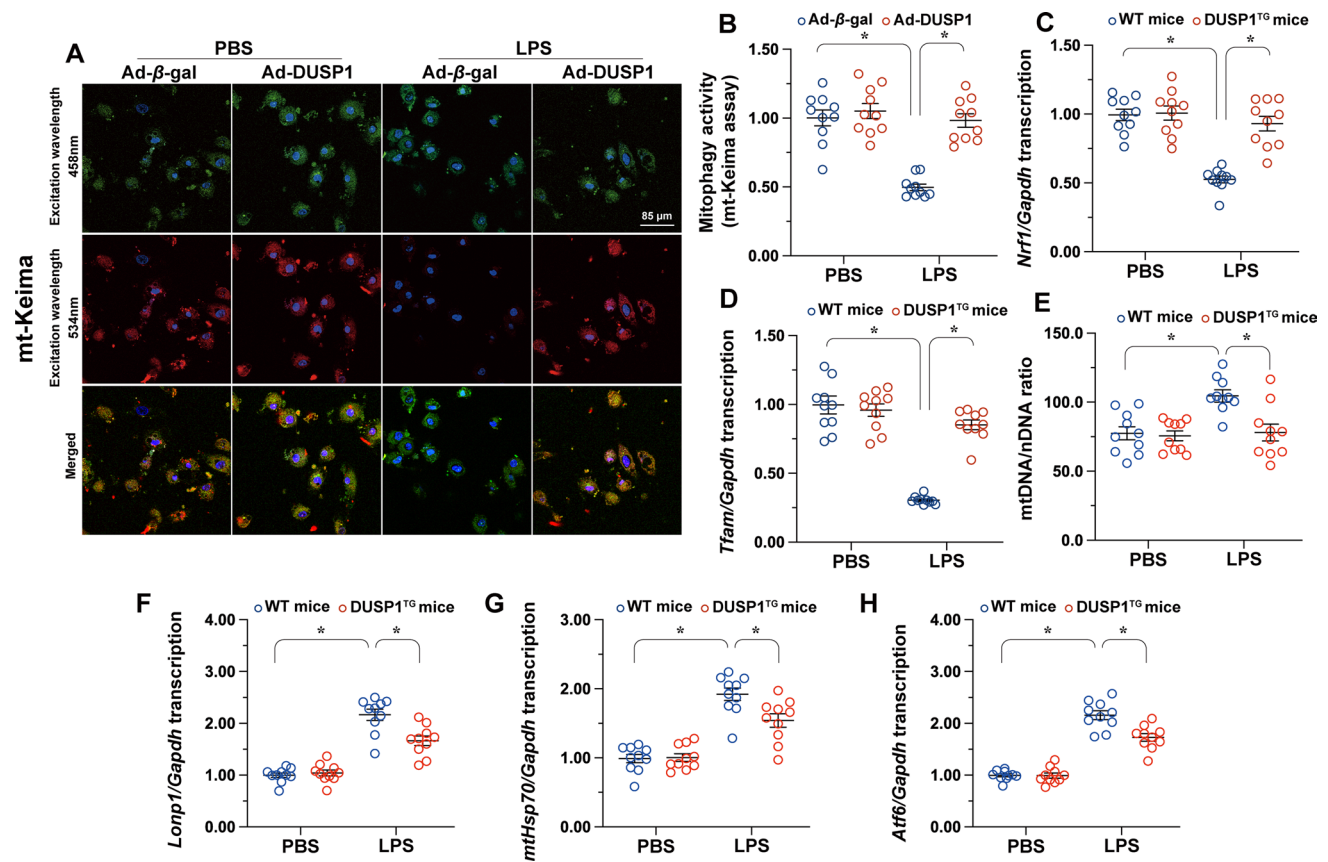 A
PBS
LPS
Ad-β-gal
Ad-DUSP1
Ad-β-gal
Ad-DUSP1
mt-Keima
Excitation wavelength
458nm
Excitation wavelength
534nm
Merged
85 μm
B
Ad-β-gal
Ad-DUSP1
Mitophagy activity
(mt-Keima assay)
1.50
1.00
0.50
0.00
*
*
PBS
LPS
C
WT mice
DUSP1TG mice
Nrf1/Gapdh transcription
1.50
1.00
0.50
0.00
*
*
PBS
LPS
D
WT mice
DUSP1TG mice
Tfam/Gapdh transcription
1.50
1.00
0.50
0.00
*
*
PBS
LPS
E
WT mice
DUSP1TG mice
mtDNA/nDNA ratio
150.0
100.0
50.0
0.0
*
*
PBS
LPS
F
WT mice
DUSP1TG mice
Lonp1/Gapdh transcription
4.00
3.00
2.00
1.00
0.00
*
*
PBS
LPS
G
WT mice
DUSP1TG mice
mtHsp70/Gapdh transcription
3.00
2.00
1.00
0.00
*
*
PBS
LPS
H
WT mice
DUSP1TG mice
Atf6/Gapdh transcription
4.00
3.00
2.00
1.00
0.00
*
*
PBS
LPS